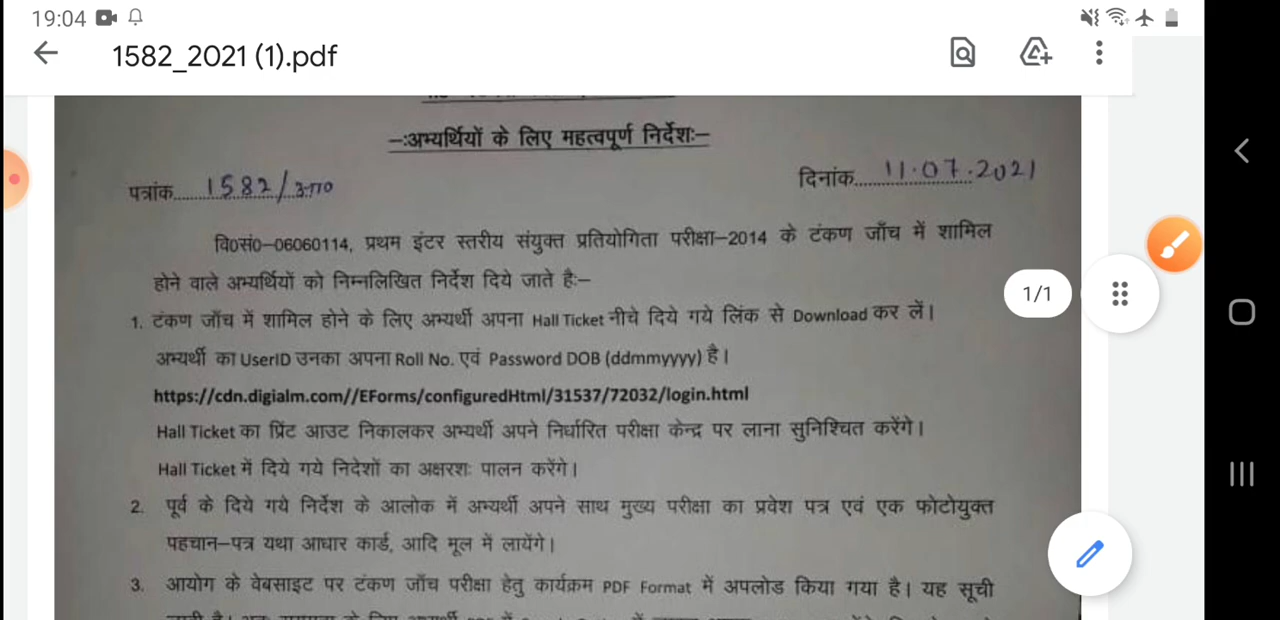 19:04
1582_2021 (1).pdf
-ःअभ्यर्थियों के लिए महत्वपूर्ण निर्देशः-
पत्रांक 1582/ दिनांक 11.07.2021
वि0सं0-06060114, प्रथम इंटर स्तरीय संयुक्त प्रतियोगिता परीक्षा-2014 के टंकण जाँच में शामिल
होने वाले अभ्यर्थियों को निम्नलिखित निर्देश दिये जाते हैः-
1/1
1. टंकण जाँच में शामिल होने के लिए अभ्यर्थी अपना Hall Ticket नीचे दिये गये लिंक से Download कर लें।
अभ्यर्थी का UserID उनका अपना Roll No. एवं Password DOB (ddmmyyyy) है।
https://cdn.digialm.com//EForms/configuredHtml/31537/72032/login.html
Hall Ticket का प्रिंट आउट निकालकर अभ्यर्थी अपने निर्धारित परीक्षा केन्द्र पर लाना सुनिश्चित करेंगे।
Hall Ticket में दिये गये निदेशों का अक्षरशः पालन करेंगे।
2. पूर्व के दिये गये निर्देश के आलोक में अभ्यर्थी अपने साथ मुख्य परीक्षा का प्रवेश पत्र एवं एक फोटोयुक्त
पहचान-पत्र यथा आधार कार्ड, आदि मूल में लायेंगे।
3. आयोग के वेबसाइट पर टंकण जाँच परीक्षा हेतु कार्यक्रम PDF Format में अपलोड किया गया है। यह सूची